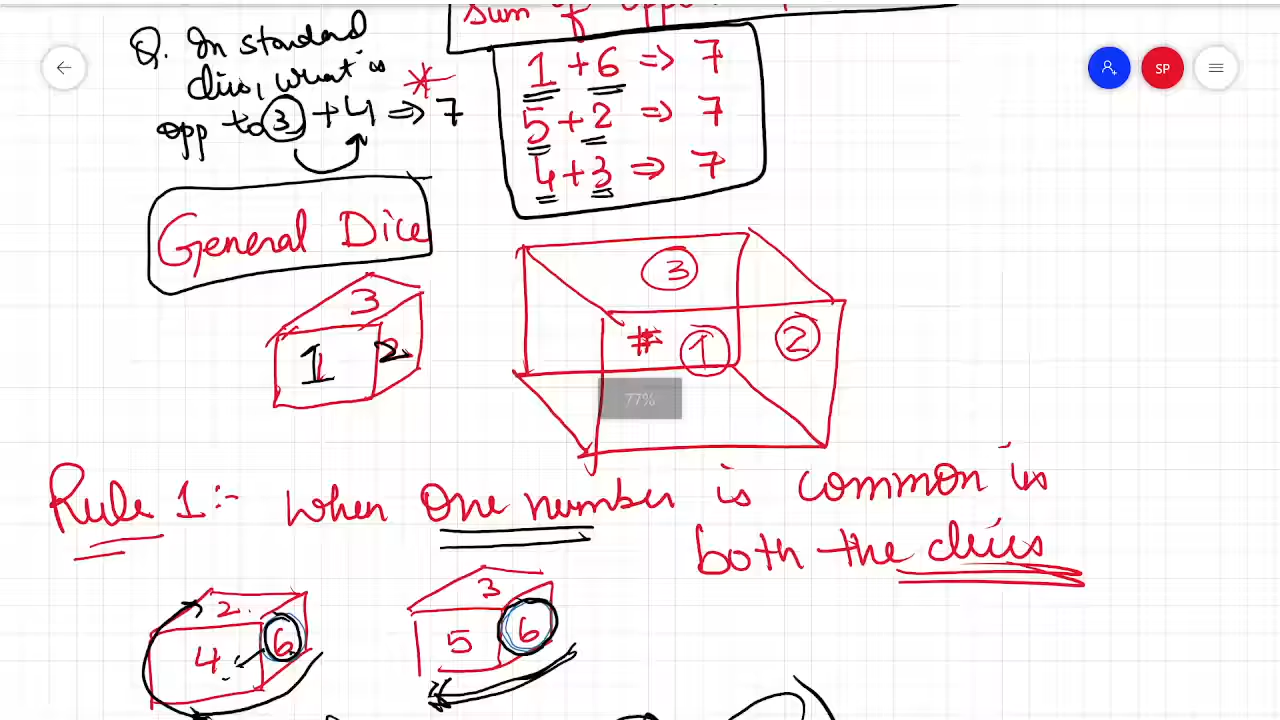 Sum of opp
Q. In standard
dies, what is
opp to 3 + 4 => 7
1 + 6 => 7
5 + 2 => 7
4 + 3 => 7
General Dice
3
1 2
3
# 1 2
77%
Rule 1:- When One number is common in
both the dies
2
4 6
3
5 6
SP